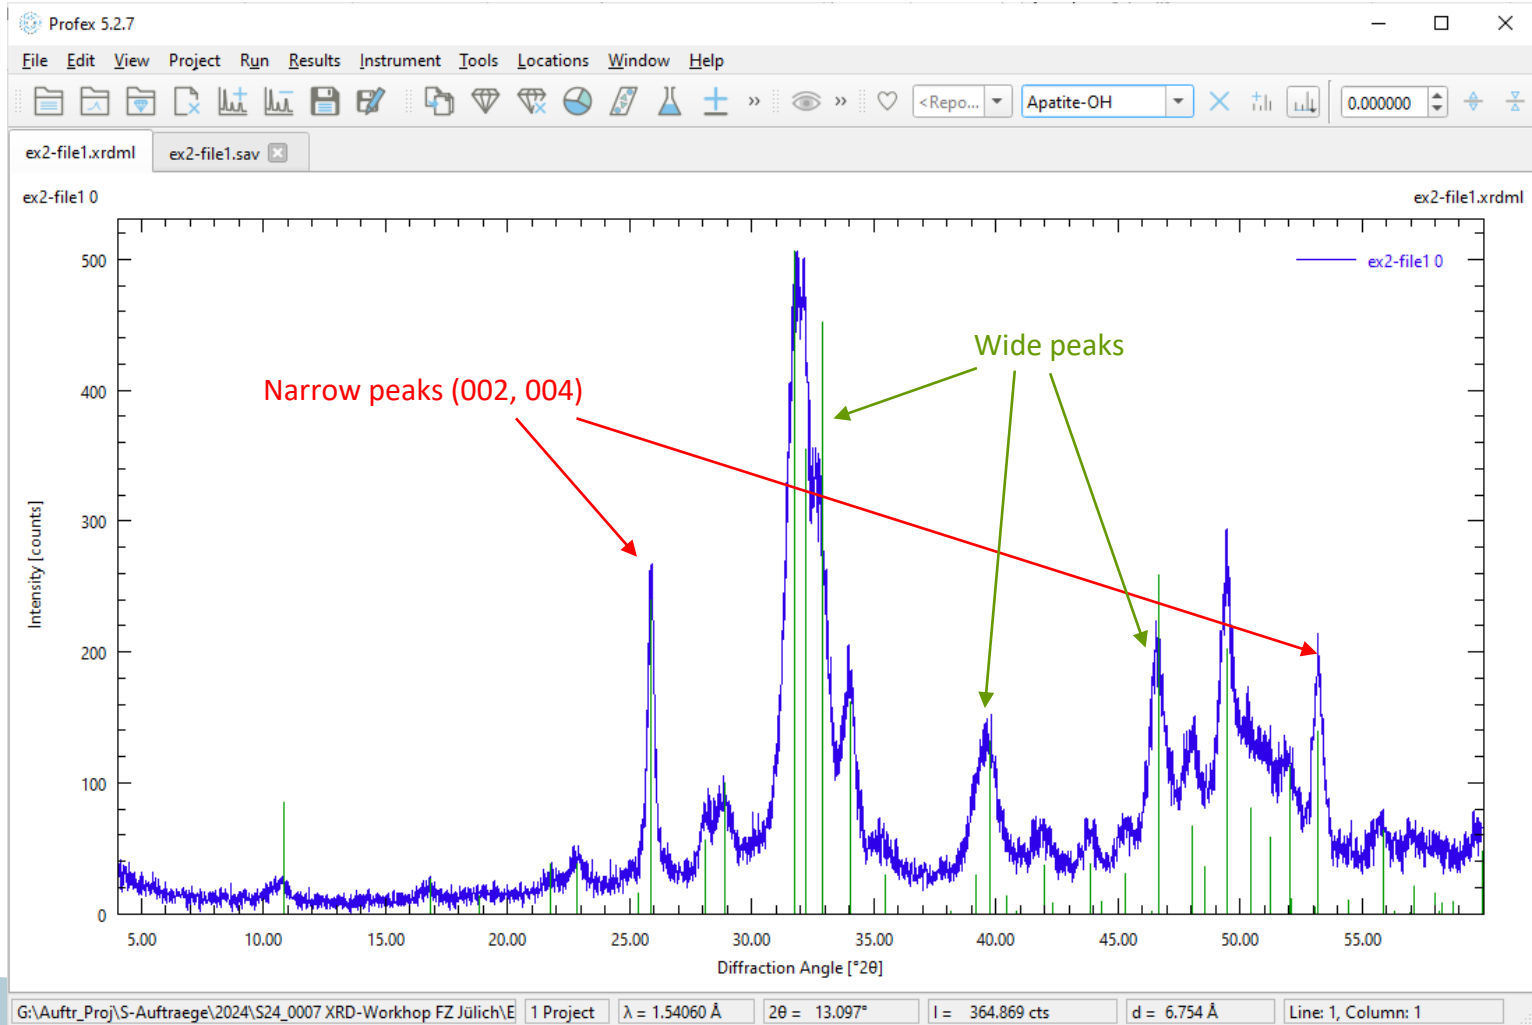 Profex 5.2.7
File Edit View Project Run Results Instrument Tools Locations Window Help
» » <Repo... Apatite-OH 0.000000
ex2-file1.xrdml ex2-file1.sav
ex2-file1 0 ex2-file1.xrdml
500
400
300
200
100
0
ex2-file1 0
Wide peaks
Narrow peaks (002, 004)
Intensity [counts]
5.00 10.00 15.00 20.00 25.00 30.00 35.00 40.00 45.00 50.00 55.00
Diffraction Angle [°2θ]
G:\Auftr_Proj\S-Auftraege\2024\S24_0007 XRD-Workhop FZ Jülich\E 1 Project λ = 1.54060 Å 2θ = 13.097° I = 364.869 cts d = 6.754 Å Line: 1, Column: 1